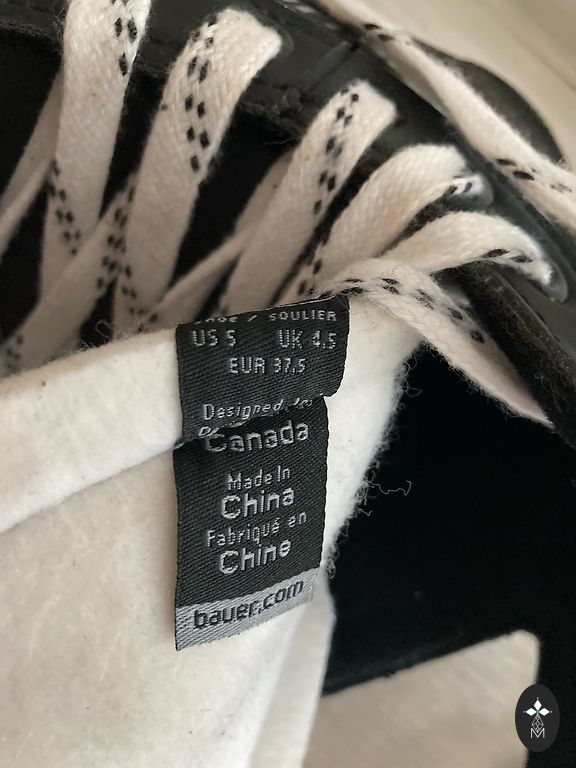 SOULIER
US 5 UK 4.5
EUR 37.5
Designed in
Canada
Made In
China
Fabriqué en
Chine
bauer.com
M